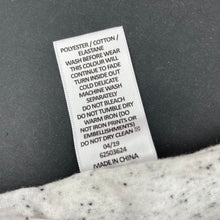 POLYESTER / COTTON /
ELASTANE
WASH BEFORE WEAR
THIS COLOUR WILL
CONTINUE TO FADE
TURN INSIDE OUT
COLD DELICATE
MACHINE WASH
SEPARATELY
DO NOT BLEACH
DO NOT TUMBLE DRY
WARM IRON (DO
NOT IRON PRINTS OR
EMBELLISHMENTS)
DO NOT DRY CLEAN
04/19
62503624
MADE IN CHINA